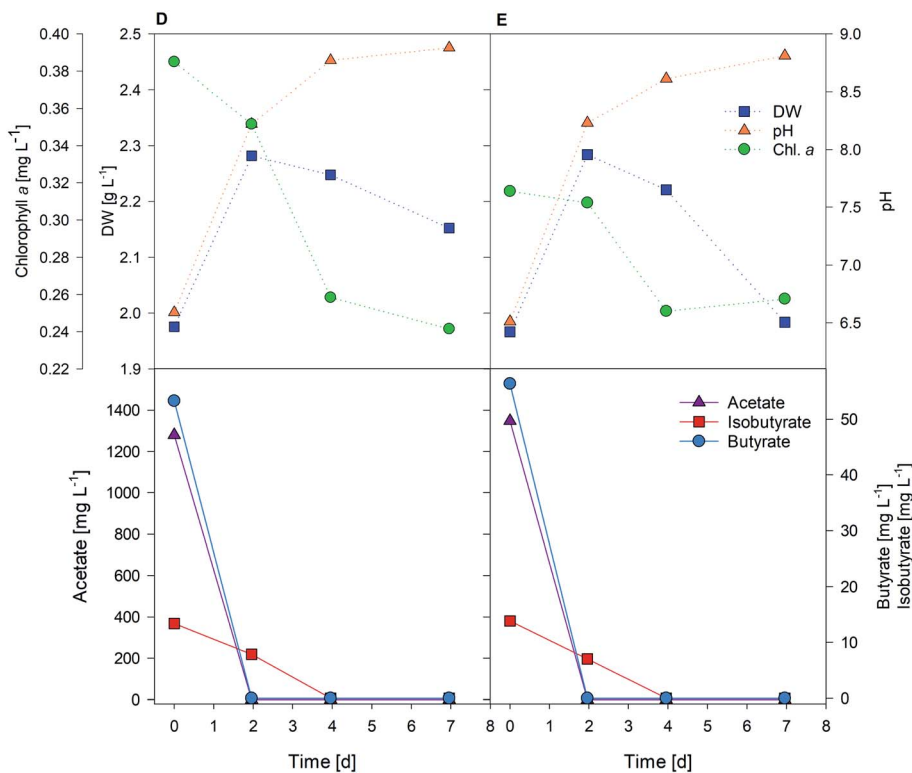 D
E
0.40
0.38
0.36
0.34
0.32
0.30
0.28
0.26
0.24
0.22
Chlorophyll a [mg L⁻¹]
2.5
2.4
2.3
2.2
2.1
2.0
1.9
DW [g L⁻¹]
DW
pH
Chl. a
9.0
8.5
8.0
7.5
7.0
6.5
pH
1400
1200
1000
800
600
400
200
0
Acetate [mg L⁻¹]
Acetate
Isobutyrate
Butyrate
50
40
30
20
10
0
Butyrate [mg L⁻¹]
Isobutyrate [mg L⁻¹]
0 1 2 3 4 5 6 7 8
0 1 2 3 4 5 6 7 8
Time [d]
Time [d]